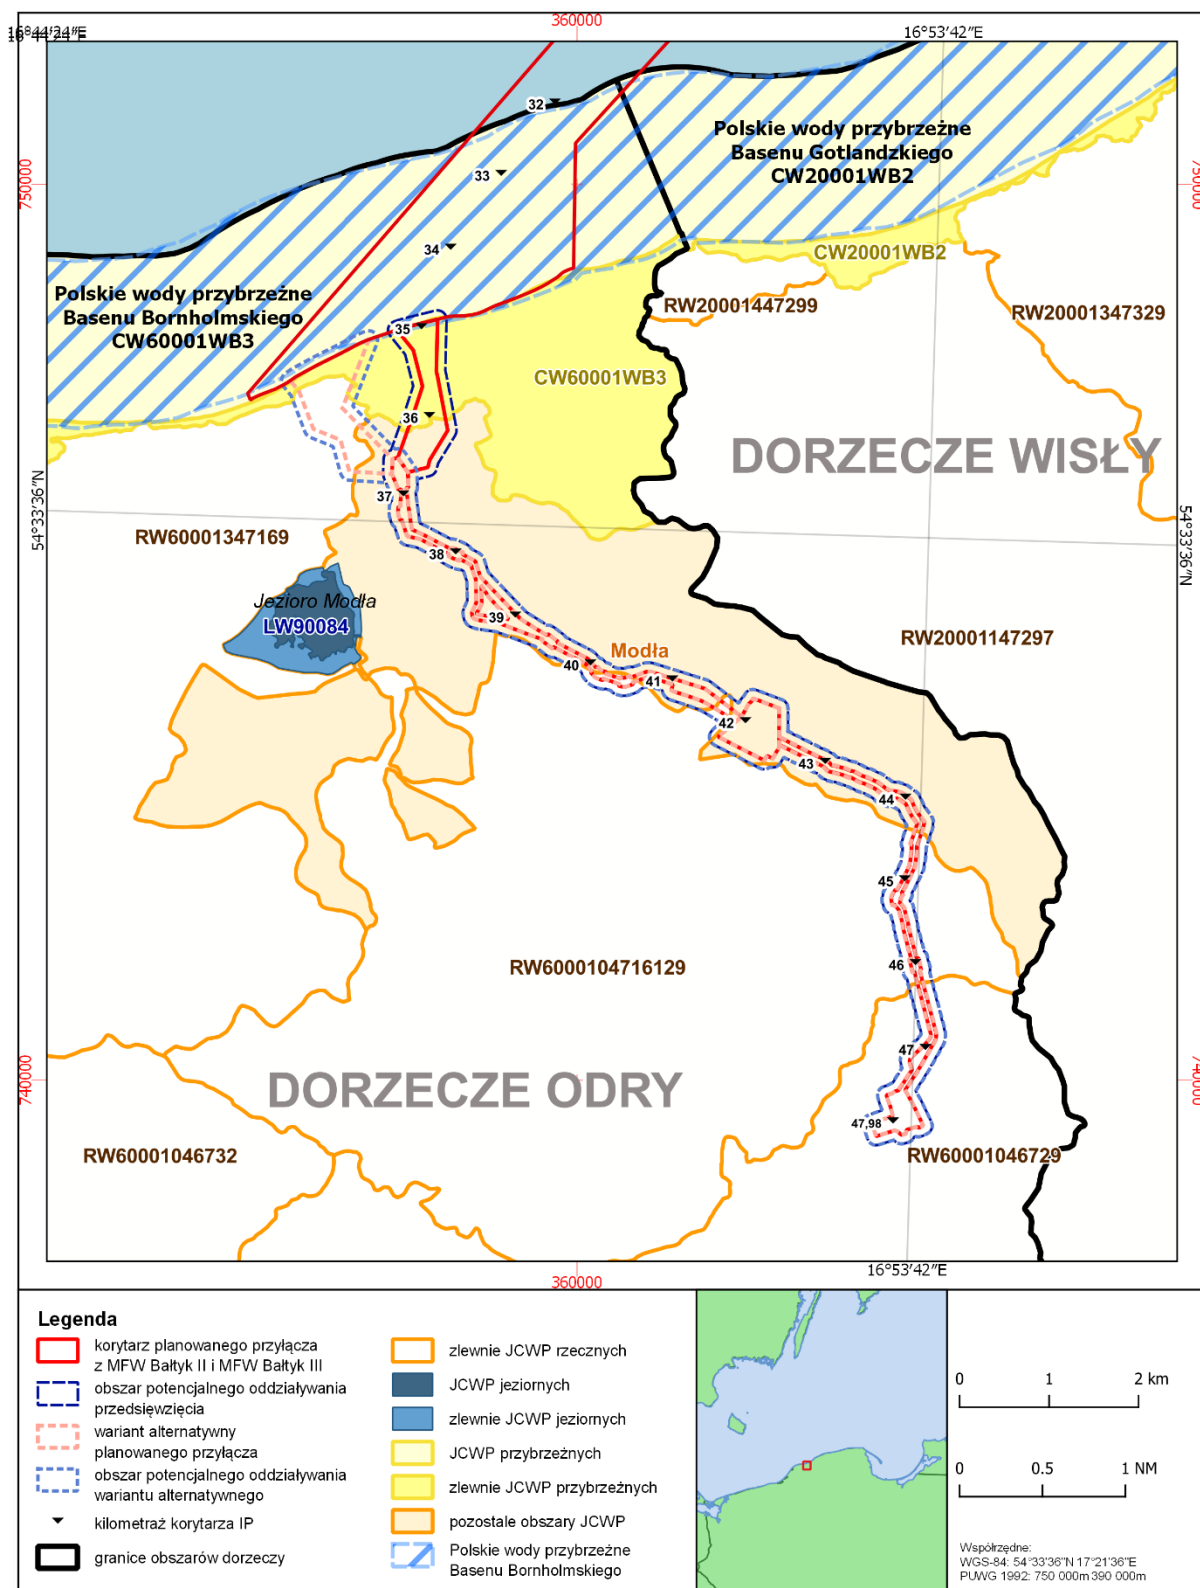 360000
16°44'24"E
16°53'42"E
32
Polskie wody przybrzeżne
Basenu Gotlandzkiego
CW20001WB2
750000
750000
33
34
CW20001WB2
Polskie wody przybrzeżne
Basenu Bornholmskiego
CW60001WB3
RW20001447299
RW20001347329
35
CW60001WB3
36
DORZECZE WISŁY
37
54°33'36"N
54°33'36"N
RW60001347169
38
Jezioro Modła
LW90084
39
RW20001147297
Modła
40
41
42
43
44
45
46
RW6000104716129
47
740000
740000
DORZECZE ODRY
47,98
RW60001046732
RW60001046729
16°53'42"E
360000
Legenda
korytarz planowanego przyłącza
z MFW Bałtyk II i MFW Bałtyk III
obszar potencjalnego oddziaływania
przedsięwzięcia
wariant alternatywny
planowanego przyłącza
obszar potencjalnego oddziaływania
wariantu alternatywnego
kilometraż korytarza IP
granice obszarów dorzeczy
zlewnie JCWP rzecznych
JCWP jeziornych
zlewnie JCWP jeziornych
JCWP przybrzeżnych
zlewnie JCWP przybrzeżnych
pozostałe obszary JCWP
Polskie wody przybrzeżne
Basenu Bornholmskiego
0 1 2 km
0 0.5 1 NM
Współrzędne:
WGS-84: 54°33'36"N 17°21'36"E
PUWG 1992: 750 000m 390 000m